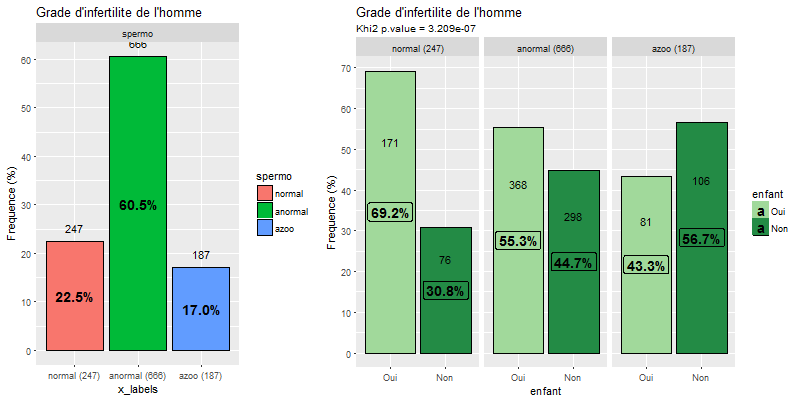 Grade d'infertilite de l'homme
spermo
666
60
50
40
30
20
10
0
247
187
60.5%
22.5%
17.0%
normal (247) anormal (666) azoo (187)
x_labels
Frequence (%)
spermo
normal
anormal
azoo
Grade d'infertilite de l'homme
Khi2 p.value = 3.209e-07
normal (247) anormal (666) azoo (187)
70
60
50
40
30
20
10
0
Frequence (%)
171
69.2%
76
30.8%
368
55.3%
298
44.7%
81
43.3%
106
56.7%
Oui Non Oui Non Oui Non
enfant
enfant
a Oui
a Non